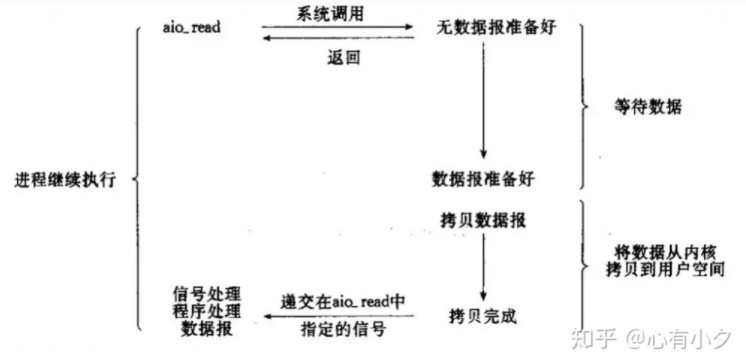 aio_read
系统调用
无数据报准备好
返回
等待数据
进程继续执行
数据报准备好
拷贝数据报
将数据从内核
拷贝到用户空间
信号处理
程序处理
数据报
递交在aio_read中
指定的信号
拷贝完成
知乎 @心有小夕